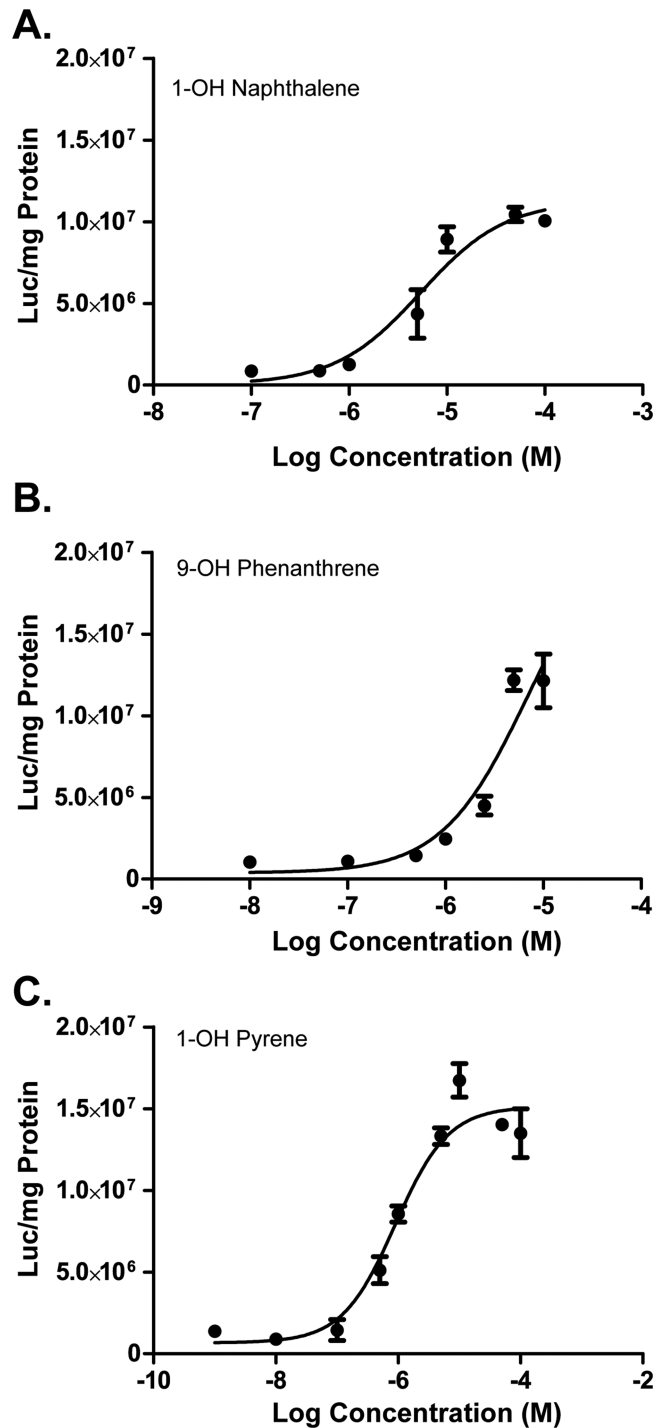 A.
2.0×10⁷
1-OH Naphthalene
1.5×10⁷
1.0×10⁷
5.0×10⁶
0
Luc/mg Protein
-8 -7 -6 -5 -4 -3
Log Concentration (M)
B.
2.0×10⁷
9-OH Phenanthrene
1.5×10⁷
1.0×10⁷
5.0×10⁶
0
Luc/mg Protein
-9 -8 -7 -6 -5 -4
Log Concentration (M)
C.
2.0×10⁷
1-OH Pyrene
1.5×10⁷
1.0×10⁷
5.0×10⁶
0
Luc/mg Protein
-10 -8 -6 -4 -2
Log Concentration (M)